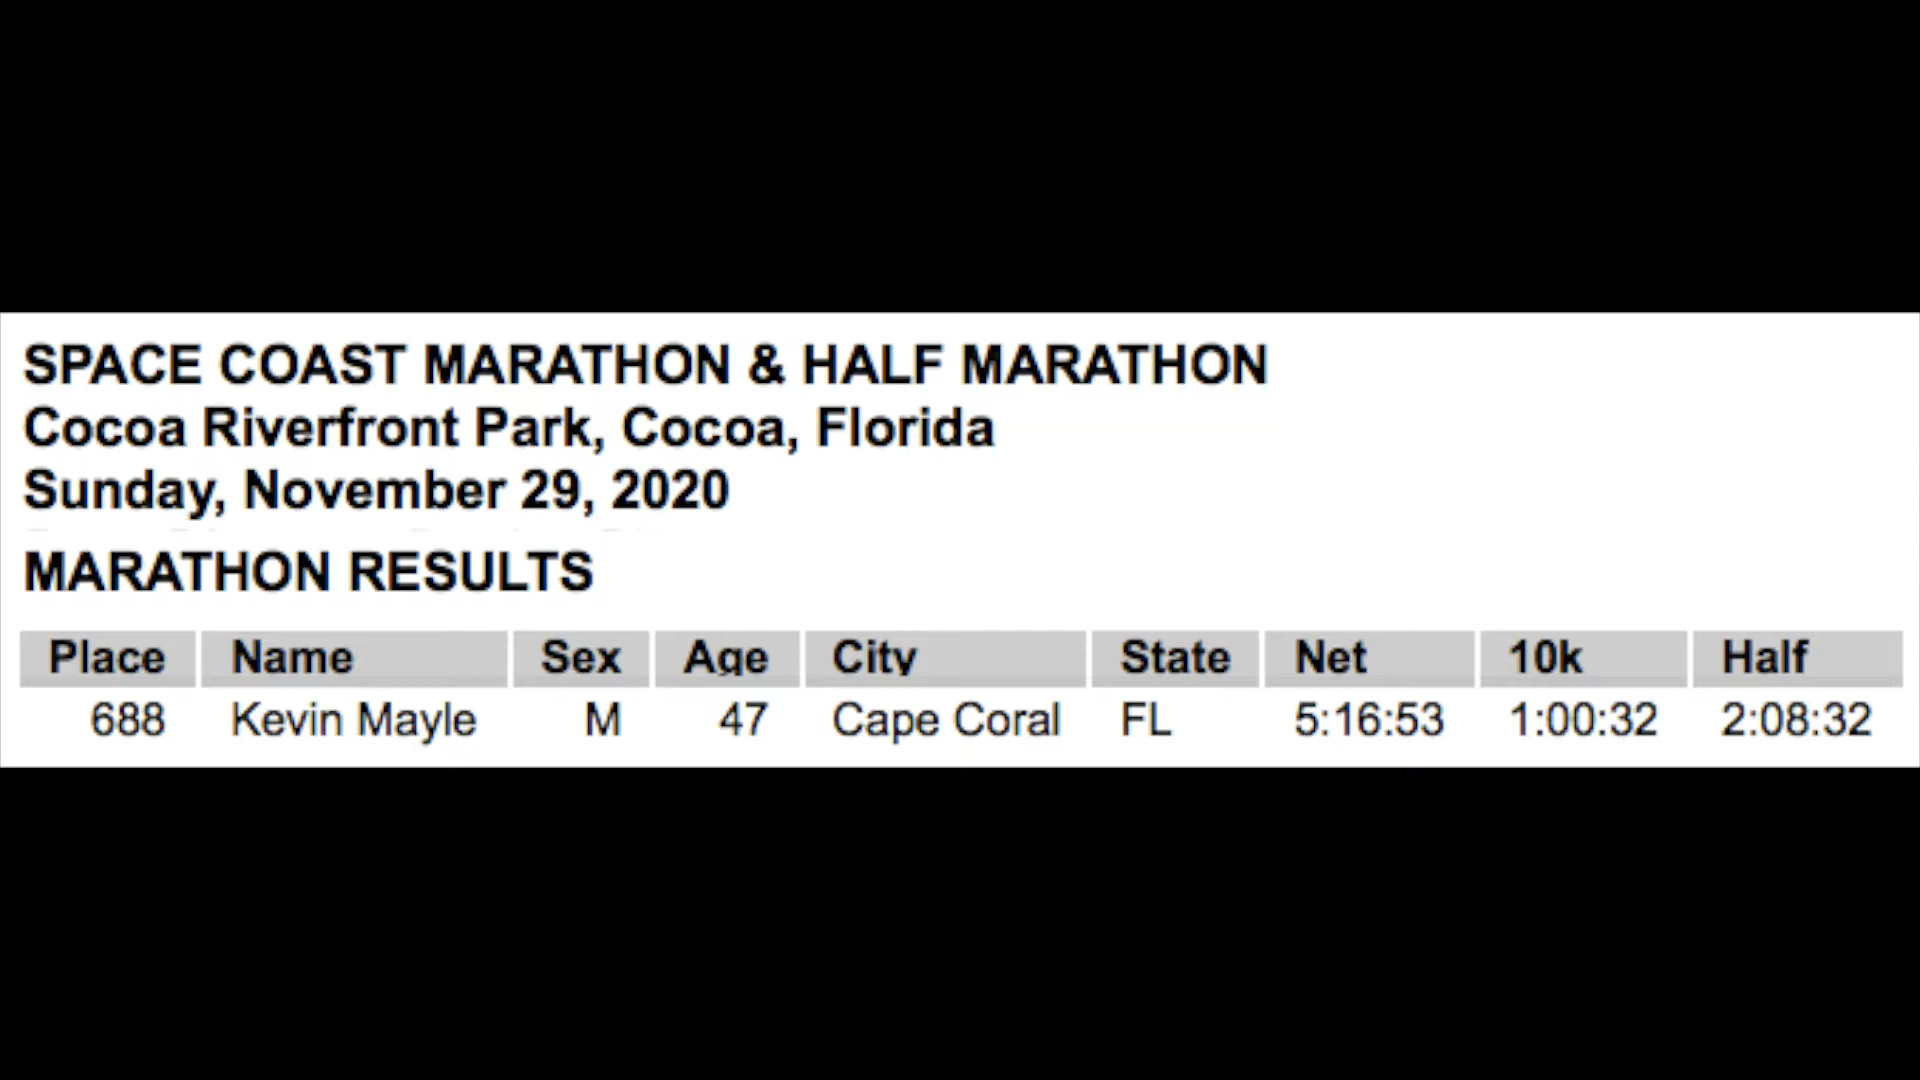 SPACE COAST MARATHON & HALF MARATHON
Cocoa Riverfront Park, Cocoa, Florida
Sunday, November 29, 2020
MARATHON RESULTS
Place Name Sex Age City State Net 10k Half
688 Kevin Mayle M 47 Cape Coral FL 5:16:53 1:00:32 2:08:32